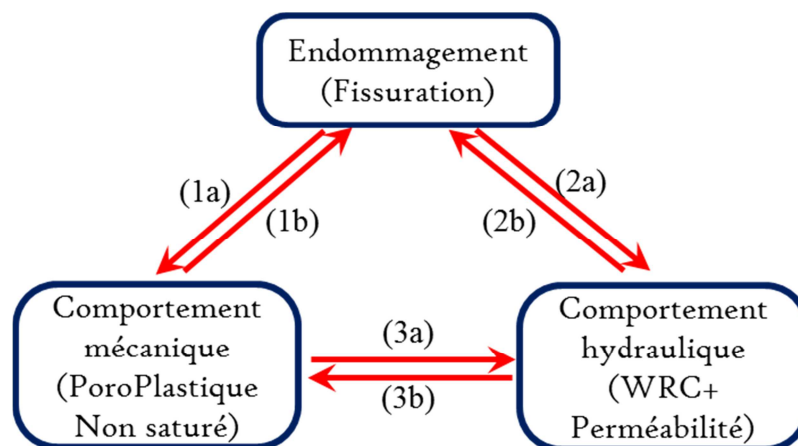 Endommagement
(Fissuration)
(1a)
(1b)
(2a)
(2b)
Comportement
mécanique
(PoroPlastique
Non saturé)
(3a)
(3b)
Comportement
hydraulique
(WRC+
Perméabilité)